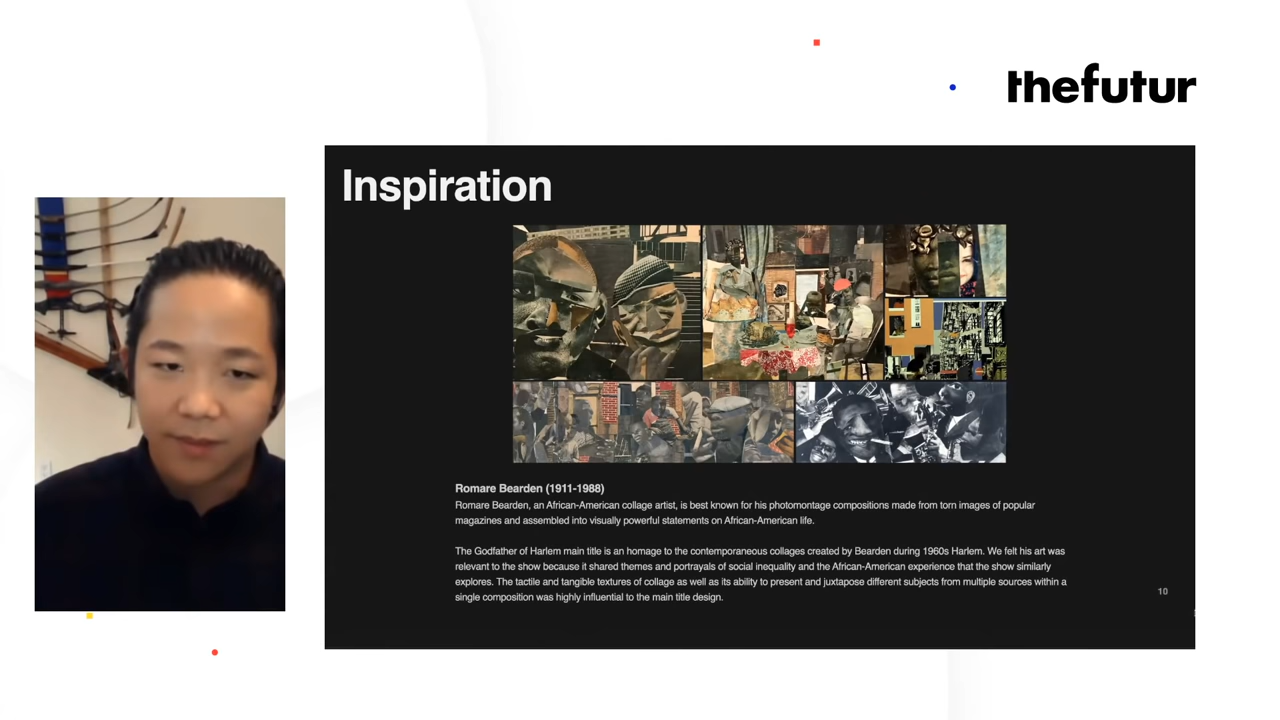 thefutur
Inspiration
Romare Bearden (1911-1988)
Romare Bearden, an African-American collage artist, is best known for his photomontage compositions made from torn images of popular
magazines and assembled into visually powerful statements on African-American life.
The Godfather of Harlem main title is an homage to the contemporaneous collages created by Bearden during 1960s Harlem. We felt his art was
relevant to the show because it shared themes and portrayals of social inequality and the African-American experience that the show similarly
explores. The tactile and tangible textures of collage as well as its ability to present and juxtapose different subjects from multiple sources within a
single composition was highly influential to the main title design.
10